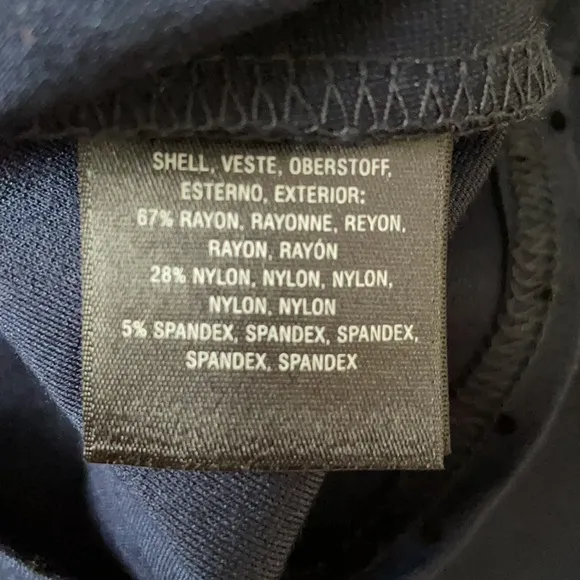 SHELL, VESTE, OBERSTOFF,
ESTERNO, EXTERIOR:
67% RAYON, RAYONNE, REYON,
RAYON, RAYÓN
28% NYLON, NYLON, NYLON,
NYLON, NYLON
5% SPANDEX, SPANDEX, SPANDEX,
SPANDEX, SPANDEX